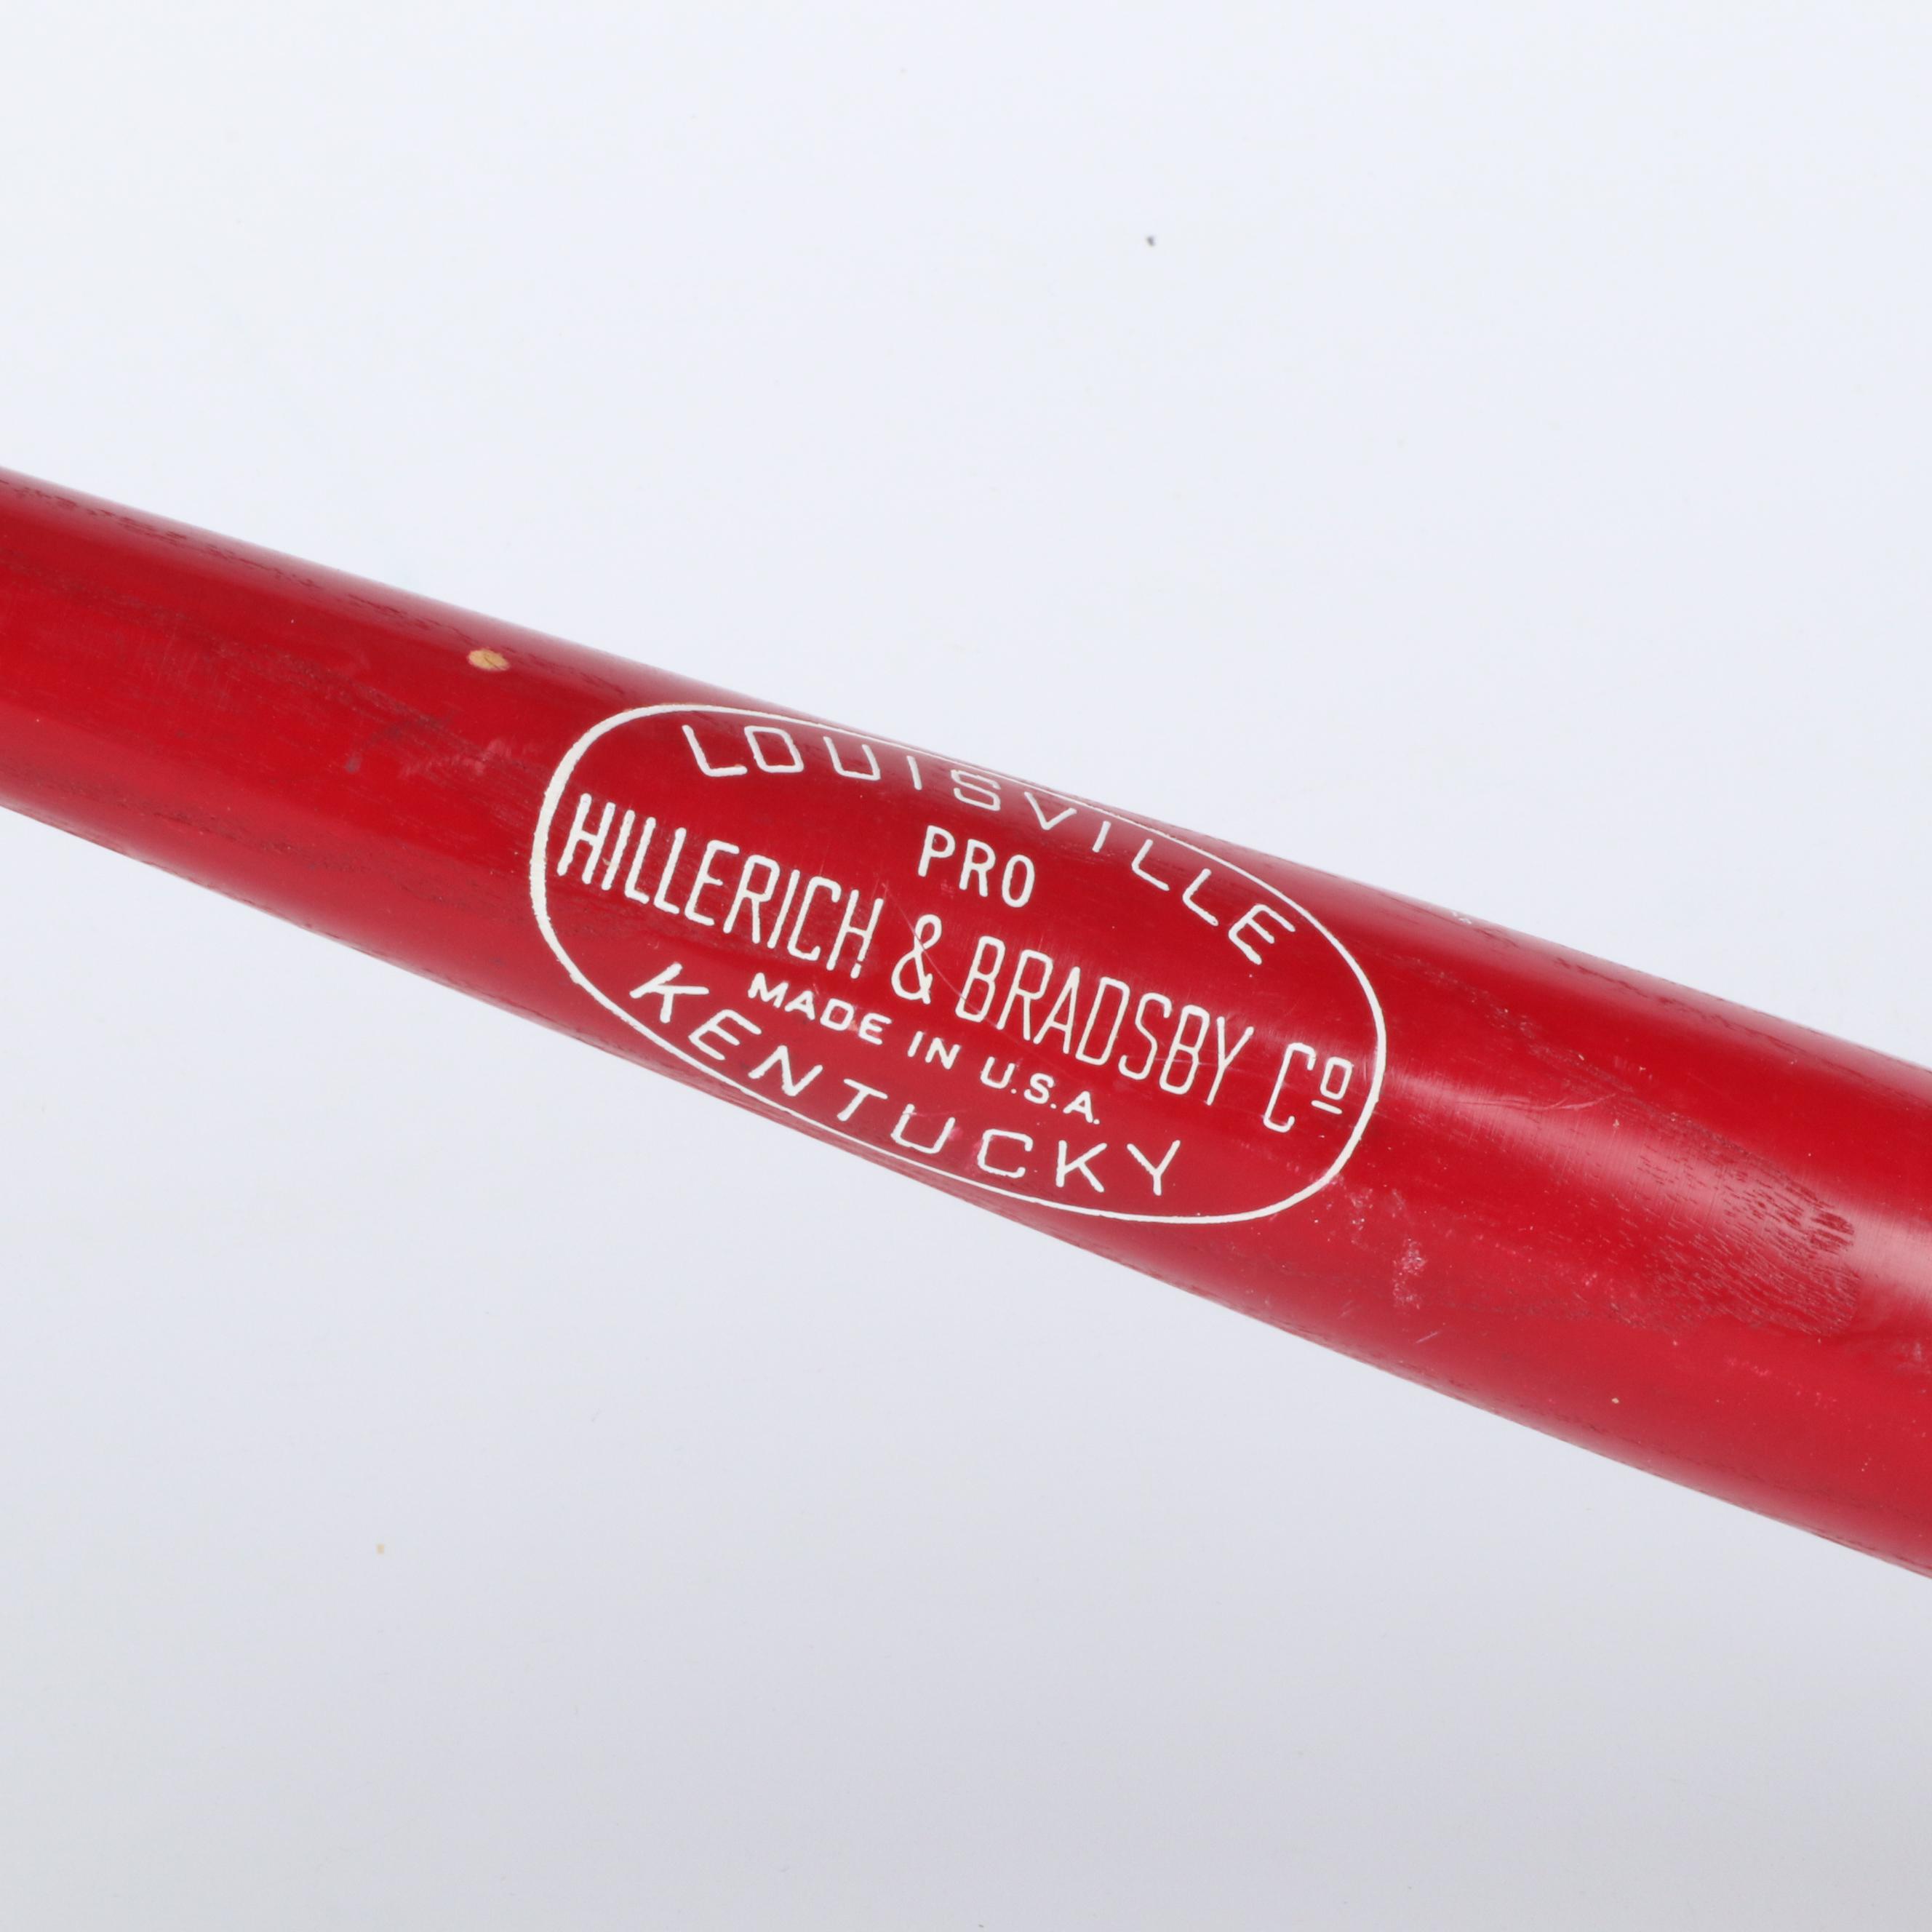 LOUISVILLE
PRO
HILLERICH & BRADSBY Cº
MADE IN U.S.A.
KENTUCKY